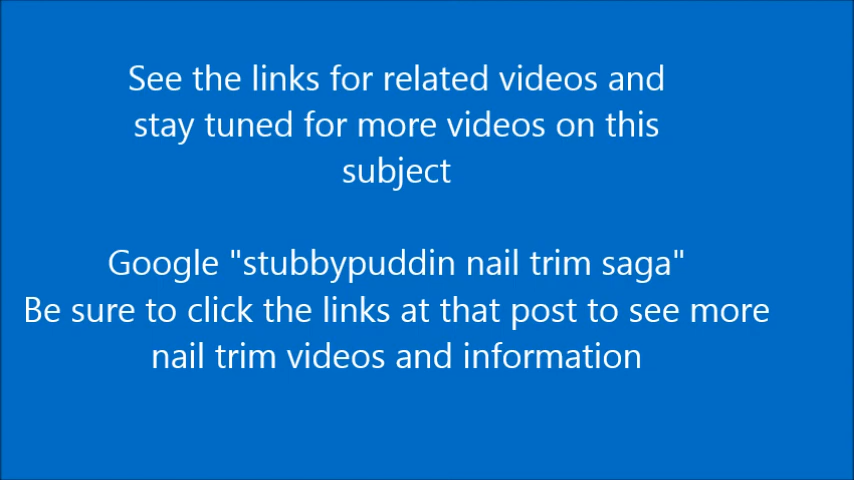 See the links for related videos and
stay tuned for more videos on this
subject
Google "stubbypuddin nail trim saga"
Be sure to click the links at that post to see more
nail trim videos and information